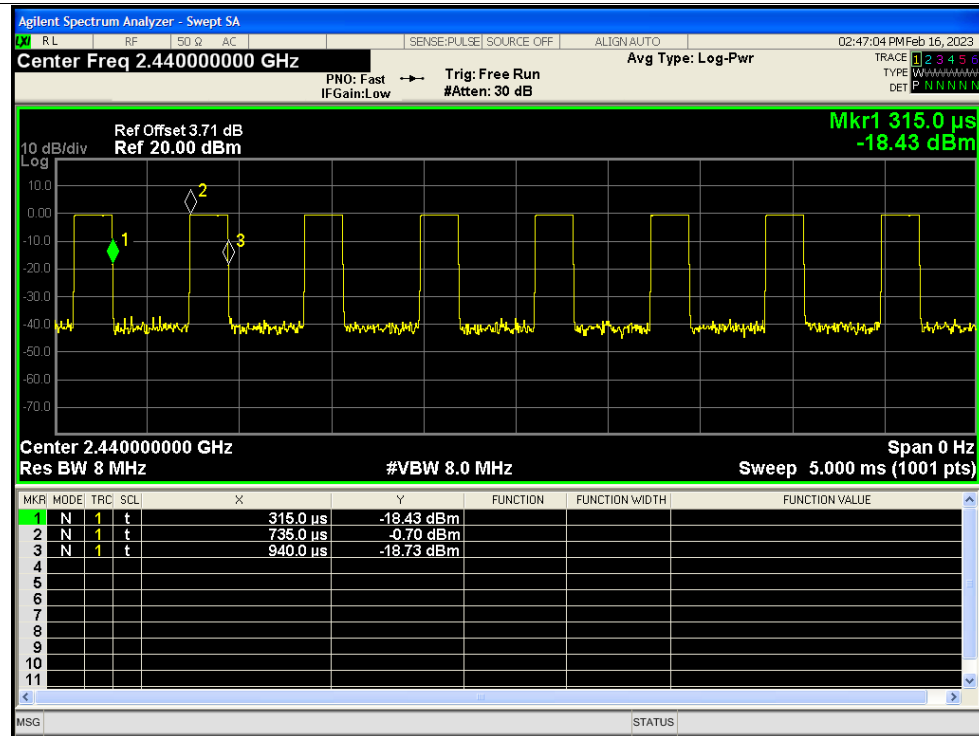 Agilent Spectrum Analyzer - Swept SA
LXI RL RF 50 Ω AC SENSE:PULSE SOURCE OFF ALIGN AUTO 02:47:04 PM Feb 16, 2023
Center Freq 2.440000000 GHz
PNO: Fast
IFGain:Low
Trig: Free Run
#Atten: 30 dB
Avg Type: Log-Pwr
TRACE 1 2 3 4 5 6
TYPE W
DET P N N N N N
Mkr1 315.0 µs
-18.43 dBm
Ref Offset 3.71 dB
10 dB/div Ref 20.00 dBm
Log
10.0
0.00
-10.0
-20.0
-30.0
-40.0
-50.0
-60.0
-70.0
1
2
3
Center 2.440000000 GHz Span 0 Hz
Res BW 8 MHz #VBW 8.0 MHz Sweep 5.000 ms (1001 pts)
MKR MODE TRC SCL X Y FUNCTION FUNCTION WIDTH FUNCTION VALUE
1 N 1 t 315.0 µs -18.43 dBm
2 N 1 t 735.0 µs -0.70 dBm
3 N 1 t 940.0 µs -18.73 dBm
4
5
6
7
8
9
10
11
MSG STATUS